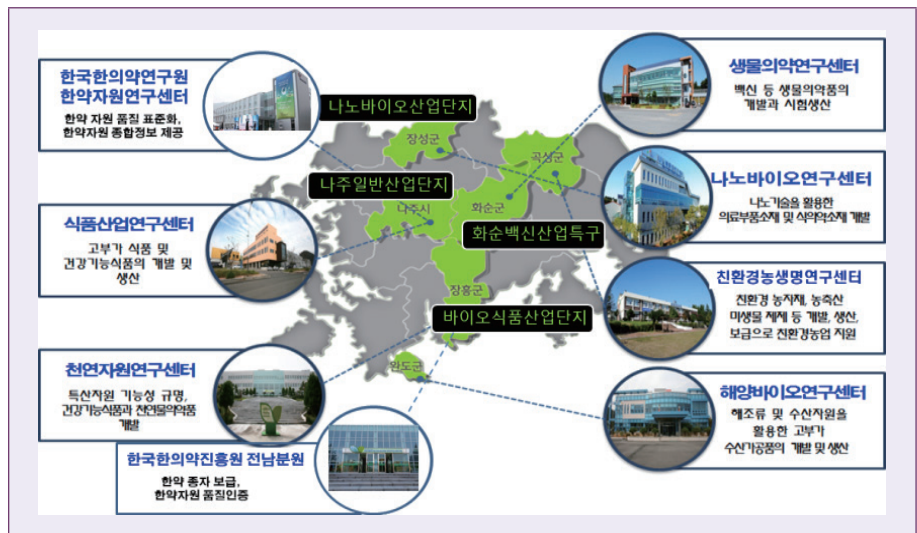 한국한의약연구원
한약자원연구센터
한약 자원 품질 표준화,
한약자원 종합정보 제공
식품산업연구센터
고부가 식품 및
건강기능식품의 개발 및
생산
천연자원연구센터
특산자원 기능성 규명,
건강기능식품과 천연물의약품
개발
한국한의약진흥원 전남분원
한약 종자 보급,
한약자원 품질인증
나노바이오산업단지
장성군
곡성군
나주일반산업단지
나주시
화순군
화순백신산업특구
장흥군
바이오식품산업단지
완도군
생물의약연구센터
백신 등 생물의약품의
개발과 시험생산
나노바이오연구센터
나노기술을 활용한
의료부품소재 및 식의약소재 개발
친환경농생명연구센터
친환경 농자재, 농축산
미생물 제제 등 개발, 생산,
보급으로 친환경농업 지원
해양바이오연구센터
해조류 및 수산자원을
활용한 고부가
수산가공품의 개발 및 생산